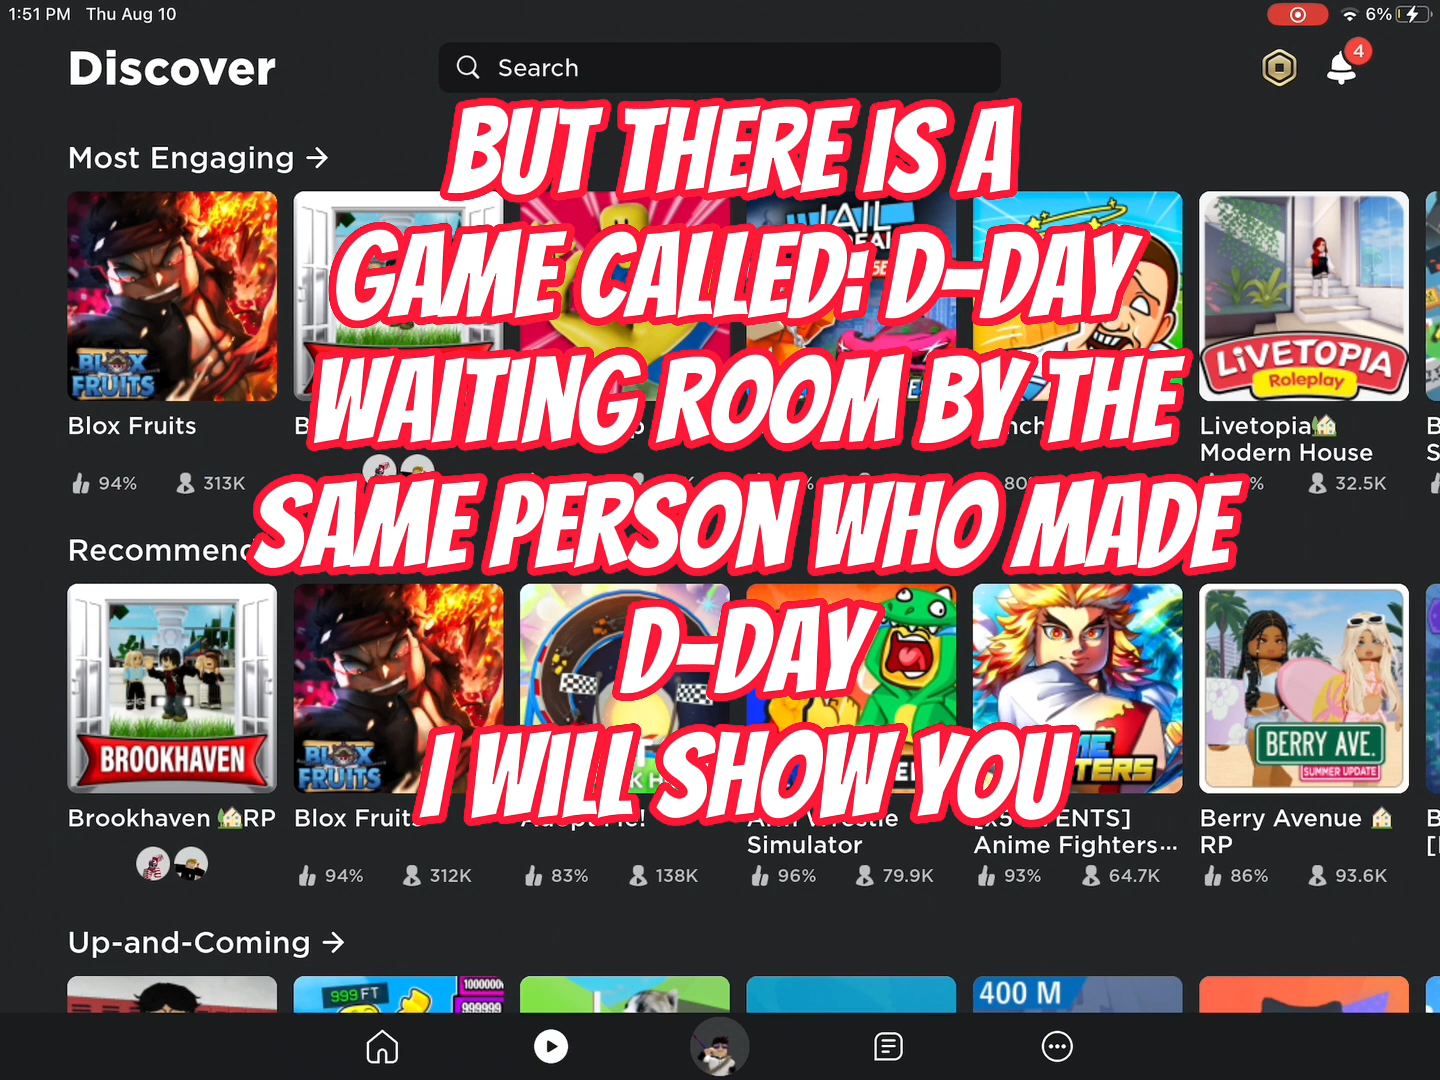 1:51 PM Thu Aug 10
6%
Discover
Search
4
BUT THERE IS A
GAME CALLED: D-DAY
WAITING ROOM BY THE
SAME PERSON WHO MADE
D-DAY
I WILL SHOW YOU
Most Engaging →
BLOX
FRUITS
JAIL
LIVETOPIA
Roleplay
Blox Fruits
Livetopia🏡
Modern House
94% 313K
32.5K
BROOKHAVEN
BLOX
FRUITS
BERRY AVE.
SUMMER UPDATE
Brookhaven 🏡RP
Blox Fruits
Berry Avenue 🏠
RP
Simulator
Anime Fighters...
94% 312K
83% 138K
96% 79.9K
93% 64.7K
86% 93.6K
Up-and-Coming →
999 FT
999999
400 M